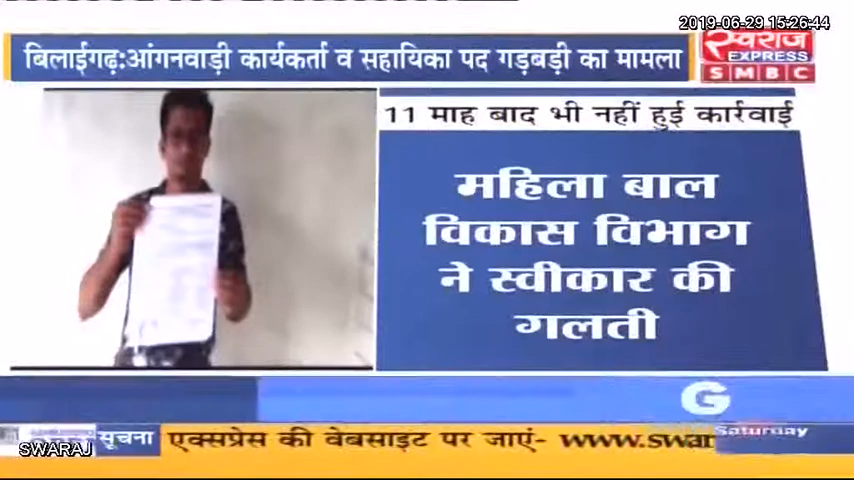 2019-06-29 15:26:44
बिलाईगढ़:आंगनवाड़ी कार्यकर्ता व सहायिका पद गड़बड़ी का मामला
स्वराज
EXPRESS
SMBC
11 माह बाद भी नहीं हुई कार्रवाई
महिला बाल
विकास विभाग
ने स्वीकार की
गलती
G
Saturday
सूचना
एक्सप्रेस की वेबसाइट पर जाएं- www.swar
SWARAJ